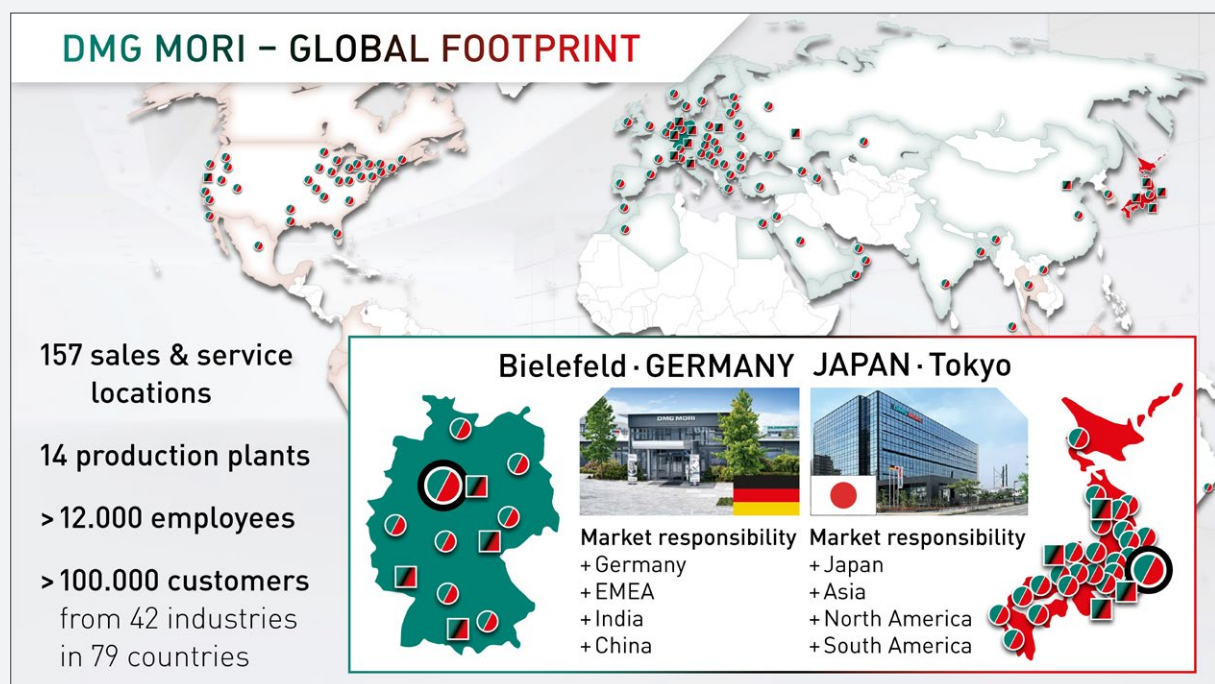 DMG MORI – GLOBAL FOOTPRINT
157 sales & service
locations
14 production plants
> 12.000 employees
> 100.000 customers
from 42 industries
in 79 countries
Bielefeld · GERMANY
DMG MORI
Market responsibility
+ Germany
+ EMEA
+ India
+ China
JAPAN · Tokyo
DMG MORI
Market responsibility
+ Japan
+ Asia
+ North America
+ South America